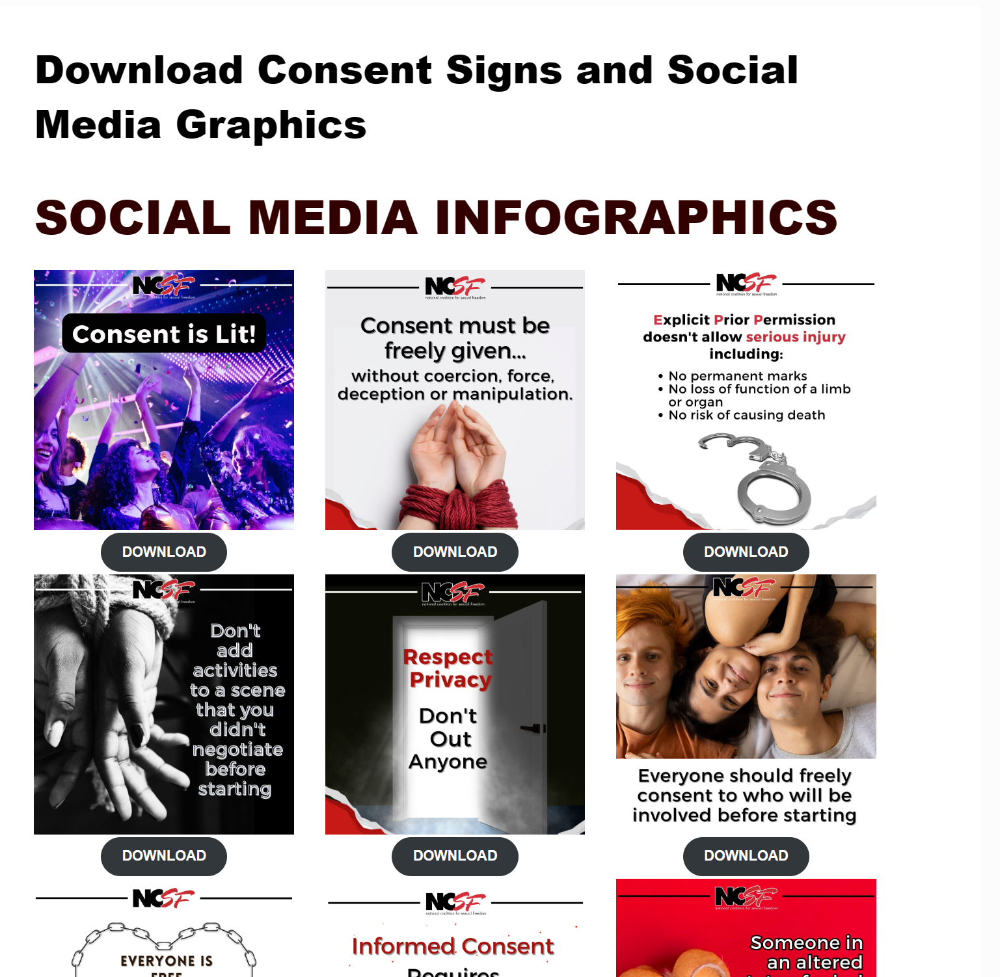 Download Consent Signs and Social
Media Graphics
SOCIAL MEDIA INFOGRAPHICS
NCSF
national coalition for sexual freedom
Consent is Lit!
DOWNLOAD
NCSF
national coalition for sexual freedom
Consent must be
freely given...
without coercion, force,
deception or manipulation.
DOWNLOAD
NCSF
national coalition for sexual freedom
Explicit Prior Permission
doesn't allow serious injury
including:
• No permanent marks
• No loss of function of a limb
or organ
• No risk of causing death
DOWNLOAD
NCSF
national coalition for sexual freedom
Don't
add
activities
to a scene
that you
didn't
negotiate
before
starting
DOWNLOAD
NCSF
national coalition for sexual freedom
Respect
Privacy
Don't
Out
Anyone
DOWNLOAD
NCSF
national coalition for sexual freedom
Everyone should freely
consent to who will be
involved before starting
DOWNLOAD
NCSF
EVERYONE IS
FREE
NCSF
national coalition for sexual freedom
Informed Consent
Requires
NCSF
national coalition for sexual freedom
Someone in
an altered